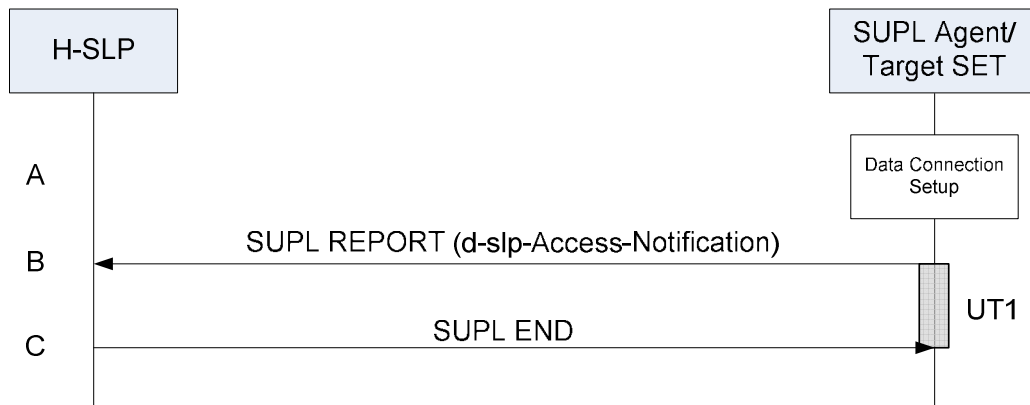 H-SLP
SUPL Agent/
Target SET
A
Data Connection
Setup
B
SUPL REPORT (d-slp-Access-Notification)
UT1
C
SUPL END